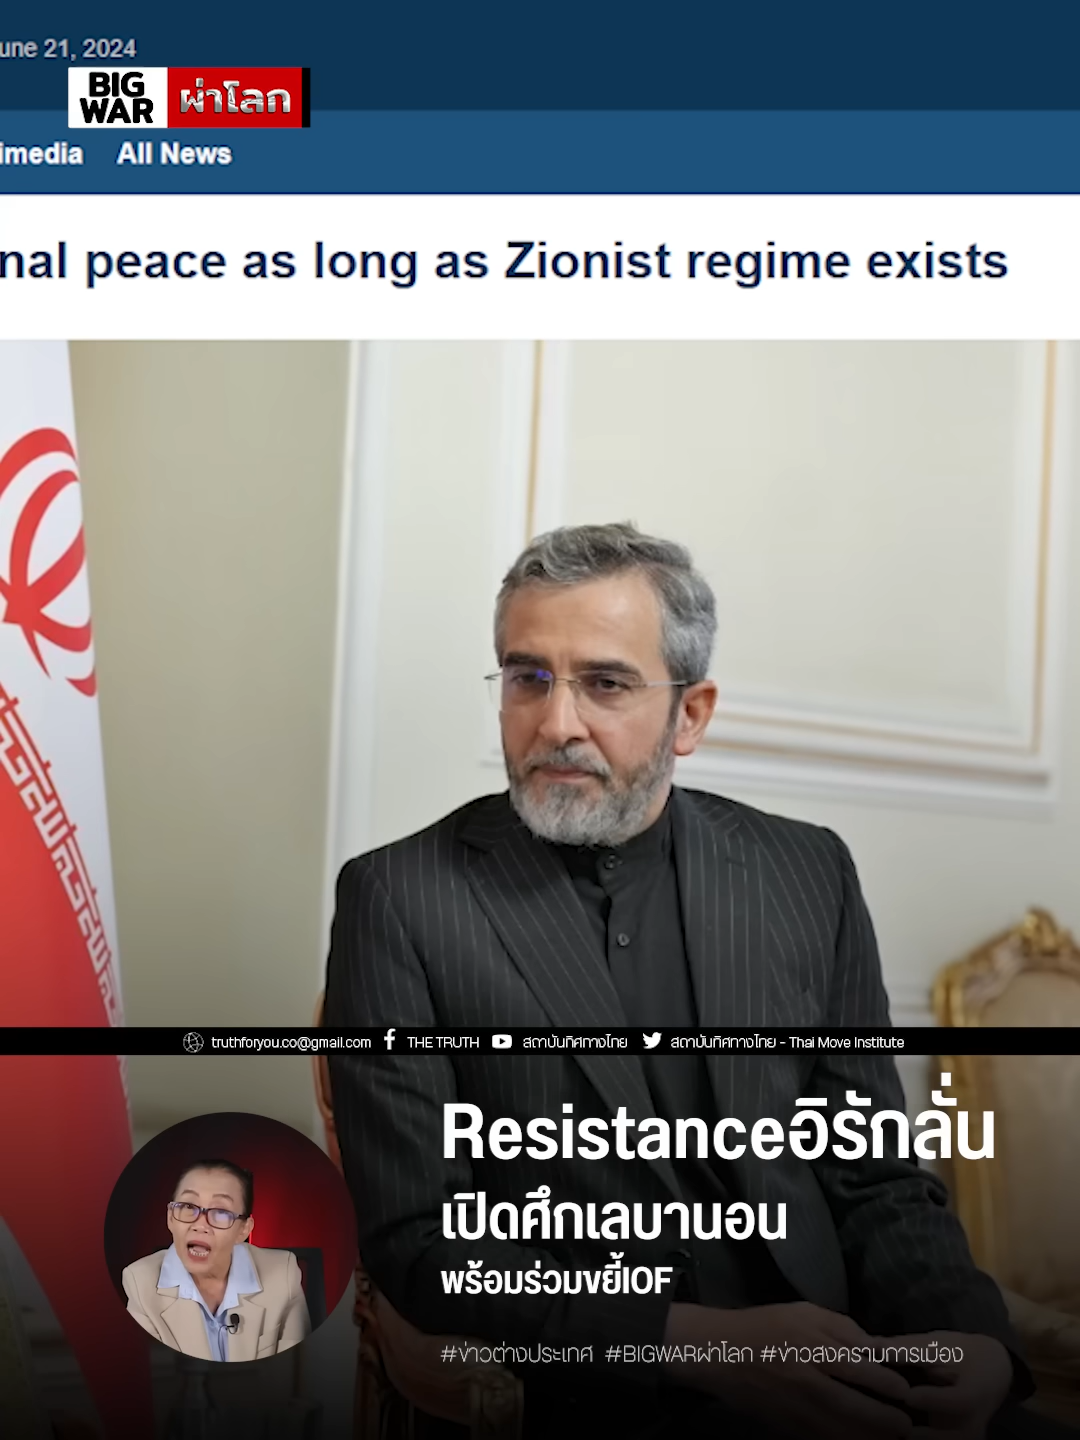 une 21, 2024
BIG
WAR
ผ่าโลก
imedia All News
nal peace as long as Zionist regime exists
truthforyou.co@gmail.com THE TRUTH สถาบันทิศทางไทย สถาบันทิศทางไทย - Thai Move Institute
Resistanceอิรักลั่น
เปิดศึกเลบานอน
พร้อมร่วมขยี้IOF
#ข่าวต่างประเทศ #BIGWARผ่าโลก #ข่าวสงครามการเมือง